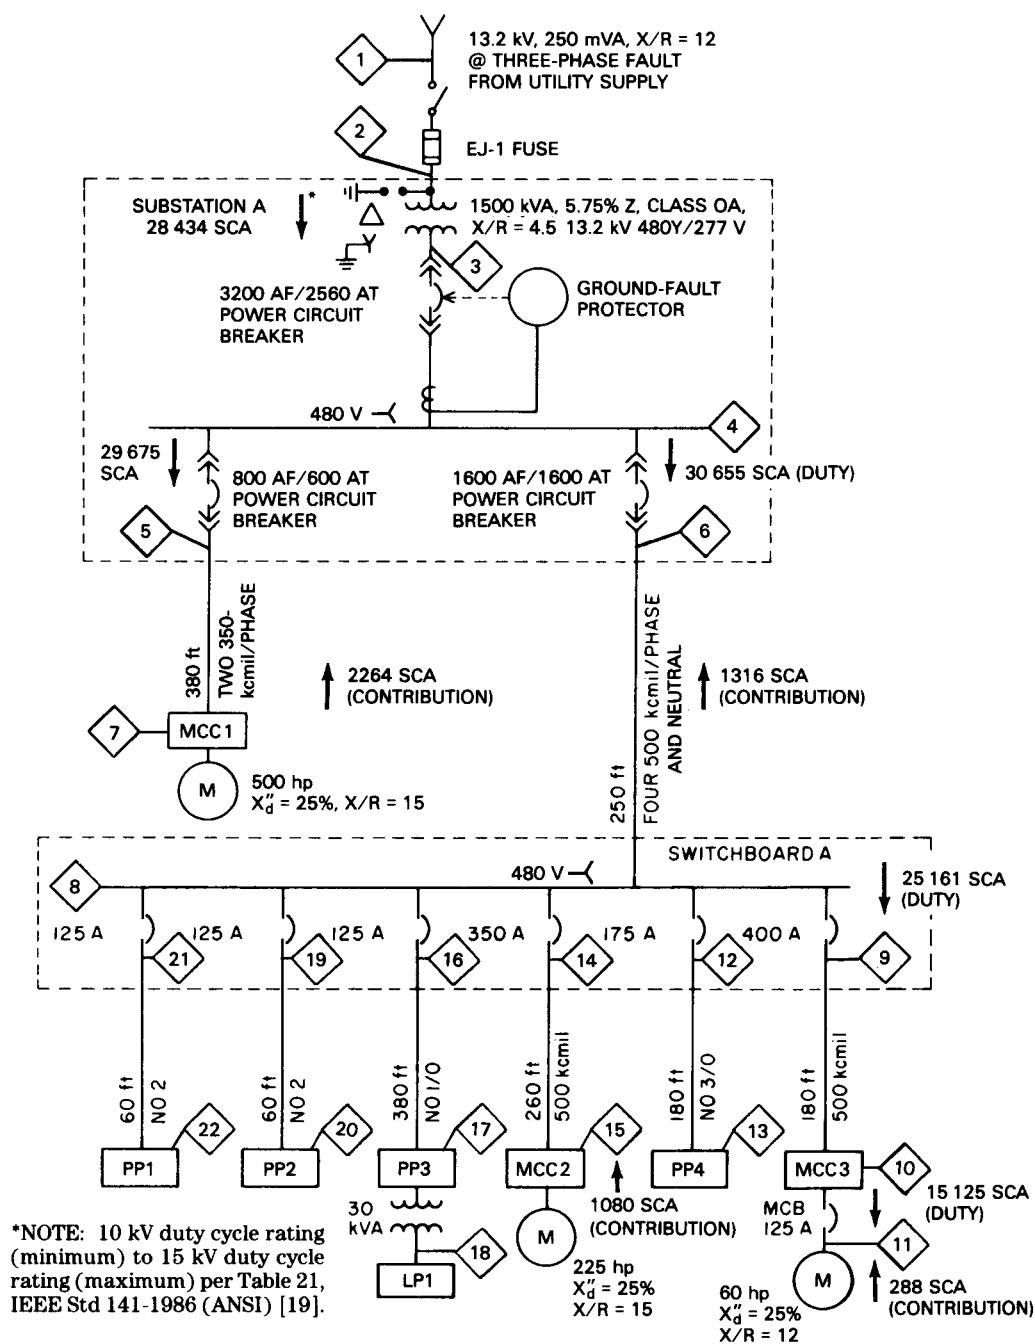 1
13.2 kV, 250 mVA, X/R = 12
@ THREE-PHASE FAULT
FROM UTILITY SUPPLY
2
EJ-1 FUSE
SUBSTATION A
28 434 SCA
*
1500 kVA, 5.75% Z, CLASS OA,
X/R = 4.5 13.2 kV 480Y/277 V
3
3200 AF/2560 AT
POWER CIRCUIT
BREAKER
GROUND-FAULT
PROTECTOR
480 V
4
29 675
SCA
800 AF/600 AT
POWER CIRCUIT
BREAKER
1600 AF/1600 AT
POWER CIRCUIT
BREAKER
30 655 SCA (DUTY)
5
6
380 ft
TWO 350-
kcmil/PHASE
2264 SCA
(CONTRIBUTION)
1316 SCA
(CONTRIBUTION)
250 ft
FOUR 500 kcmil/PHASE
AND NEUTRAL
7
MCC1
M
500 hp
X"d = 25%, X/R = 15
SWITCHBOARD A
8
480 V
25 161 SCA
(DUTY)
125 A
125 A
125 A
350 A
175 A
400 A
21
19
16
14
12
9
60 ft
NO 2
60 ft
NO 2
380 ft
NO 1/0
260 ft
500 kcmil
180 ft
NO 3/0
180 ft
500 kcmil
22
20
17
15
13
10
PP1
PP2
PP3
MCC2
PP4
MCC3
30
kVA
18
LP1
1080 SCA
(CONTRIBUTION)
M
225 hp
X"d = 25%
X/R = 15
MCB
125 A
15 125 SCA
(DUTY)
11
M
288 SCA
(CONTRIBUTION)
60 hp
X"d = 25%
X/R = 12
*NOTE: 10 kV duty cycle rating
(minimum) to 15 kV duty cycle
rating (maximum) per Table 21,
IEEE Std 141-1986 (ANSI) [19].